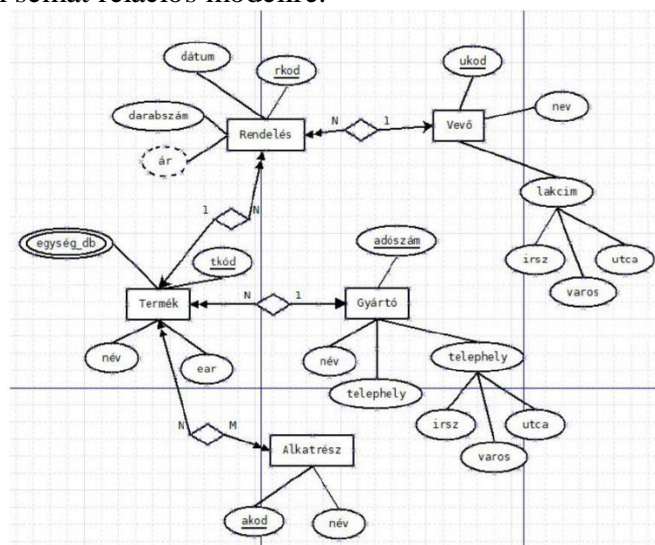 sémát relációs modellre.
dátum
rkod
ukod
darabszám
nev
N
1
Rendelés
Vevő
ár
lakcim
1
N
egység_db
adószám
irsz
utca
tkód
varos
N
1
Termék
Gyártó
név
ear
név
telephely
telephely
irsz
utca
N
M
varos
Alkatrész
akod
név